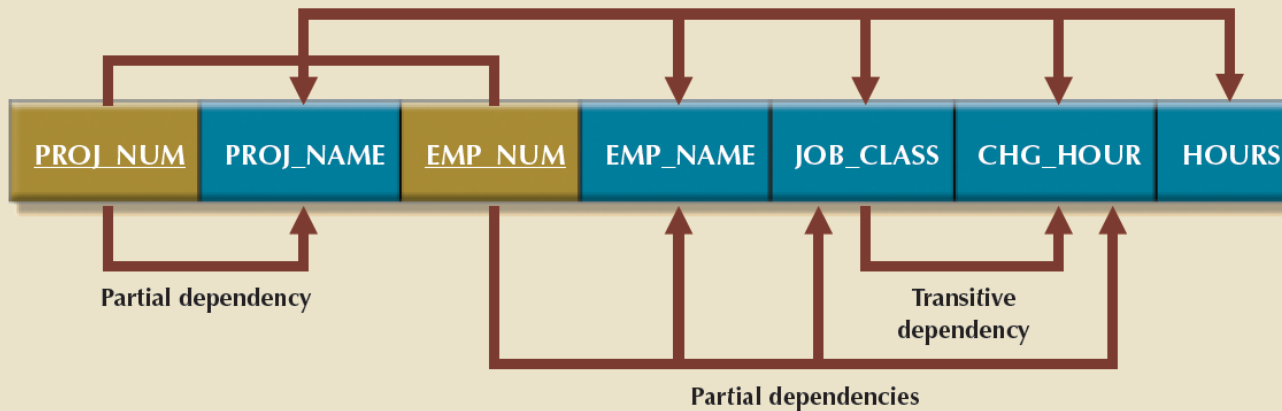 PROJ_NUM PROJ_NAME EMP_NUM EMP_NAME JOB_CLASS CHG_HOUR HOURS
Partial dependency
Transitive
dependency
Partial dependencies